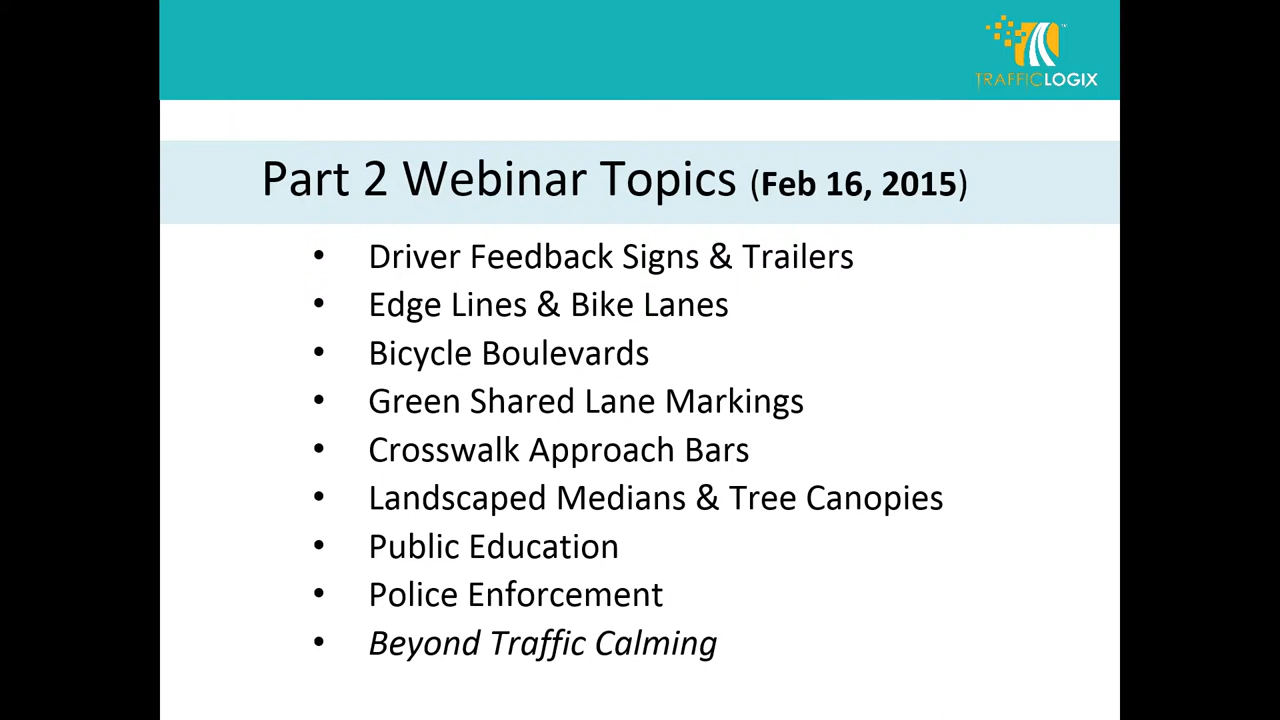 TRAFFICLOGIX™
Part 2 Webinar Topics (Feb 16, 2015)
• Driver Feedback Signs & Trailers
• Edge Lines & Bike Lanes
• Bicycle Boulevards
• Green Shared Lane Markings
• Crosswalk Approach Bars
• Landscaped Medians & Tree Canopies
• Public Education
• Police Enforcement
• Beyond Traffic Calming